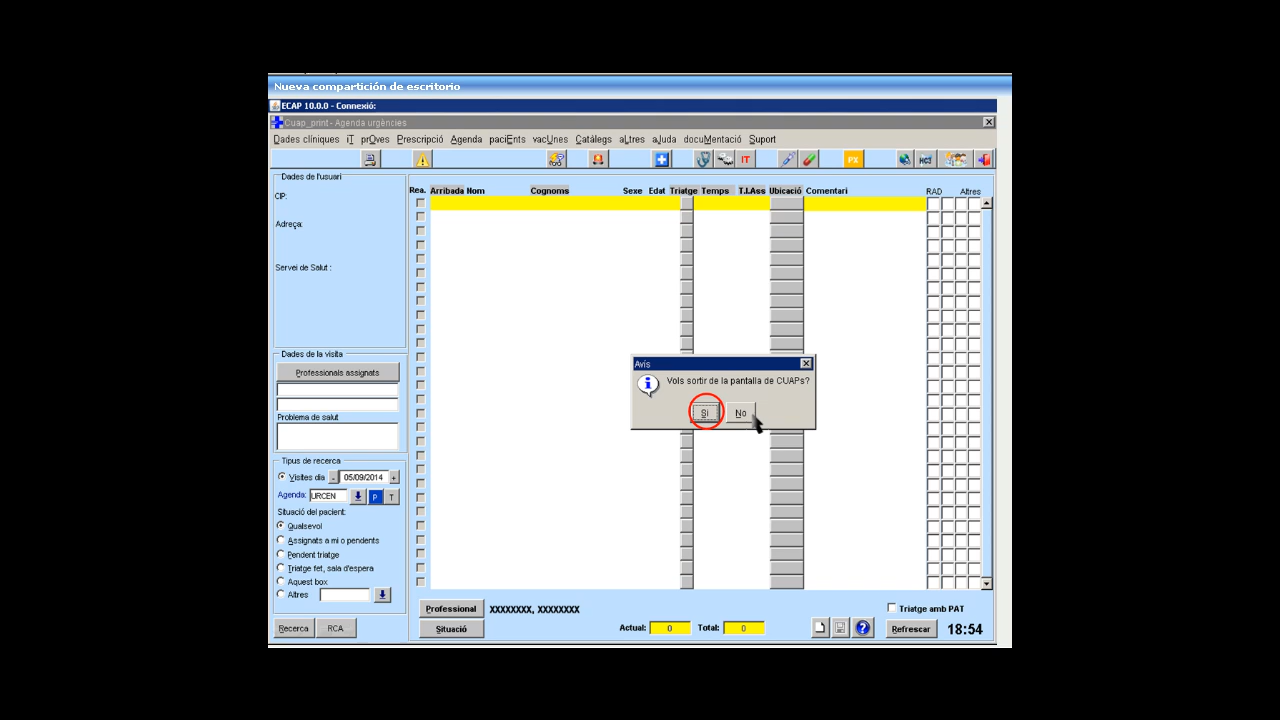 Nueva compartición de escritorio
ECAP 10.0.0 - Connexió:
Cuap_print - Agenda urgències
Dades clíniques iT prOves Prescripció Agenda paciEnts vacUnes Catàlegs aLtres aJuda docuMentació Suport
IT PX HC3
Dades de l'usuari
CIP:
Adreça:
Servei de Salut :
Rea. Arribada Nom Cognoms Sexe Edat Triatge Temps T.I.Ass Ubicació Comentari RAD Altres
Avís
Vols sortir de la pantalla de CUAPs?
Sí No
Dades de la visita
Professionals assignats
Problema de salut
Tipus de recerca
Visites dia - 05/09/2014 +
Agenda: URCEN P T
Situació del pacient:
Qualsevol
Assignats a mi o pendents
Pendent triatge
Triatge fet, sala d'espera
Aquest box
Altres
Recerca RCA
Professional XXXXXXXX, XXXXXXXX
Triatge amb PAT
Situació Actual: 0 Total: 0 ? Refrescar 18:54